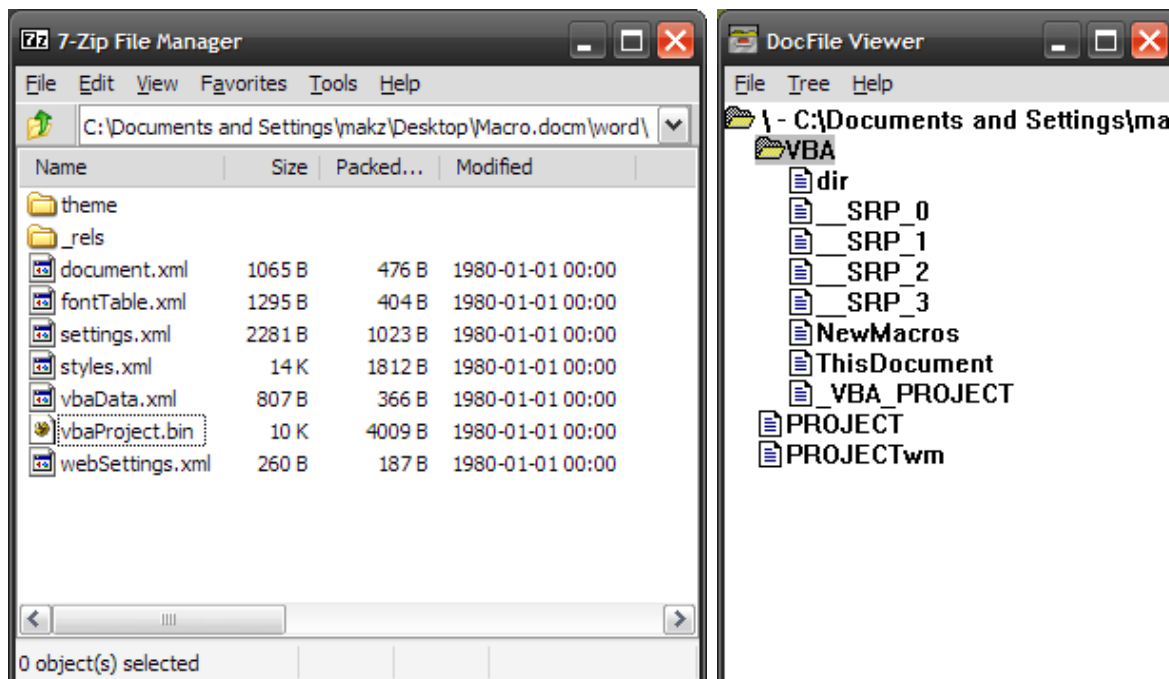 7z 7-Zip File Manager
File Edit View Favorites Tools Help
C:\Documents and Settings\makz\Desktop\Macro.docm\word\
Name Size Packed... Modified
theme
_rels
document.xml 1065 B 476 B 1980-01-01 00:00
fontTable.xml 1295 B 404 B 1980-01-01 00:00
settings.xml 2281 B 1023 B 1980-01-01 00:00
styles.xml 14 K 1812 B 1980-01-01 00:00
vbaData.xml 807 B 366 B 1980-01-01 00:00
vbaProject.bin 10 K 4009 B 1980-01-01 00:00
webSettings.xml 260 B 187 B 1980-01-01 00:00
0 object(s) selected
DocFile Viewer
File Tree Help
\ - C:\Documents and Settings\ma
VBA
dir
__SRP_0
__SRP_1
__SRP_2
__SRP_3
NewMacros
ThisDocument
_VBA_PROJECT
PROJECT
PROJECTwm